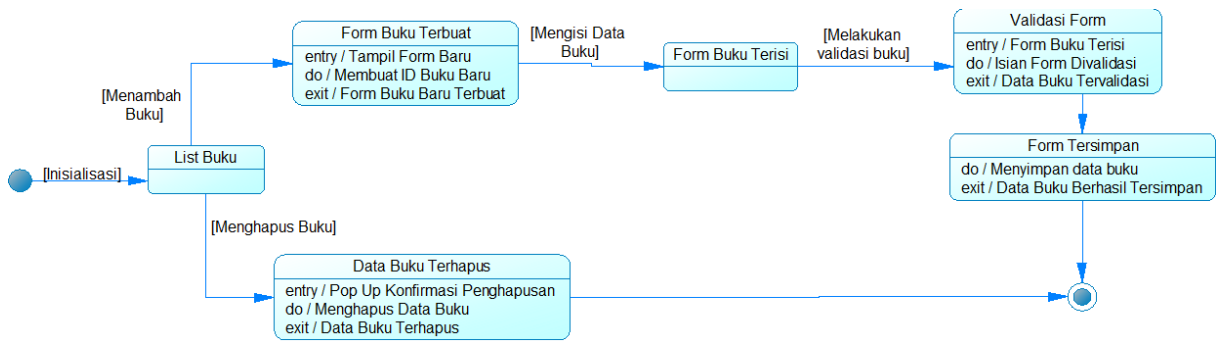 Form Buku Terbuat
entry / Tampil Form Baru
do / Membuat ID Buku Baru
exit / Form Buku Baru Terbuat
[Mengisi Data
Buku]
Form Buku Terisi
[Melakukan
validasi buku]
Validasi Form
entry / Form Buku Terisi
do / Isian Form Divalidasi
exit / Data Buku Tervalidasi
[Menambah
Buku]
[Inisialisasi]
List Buku
Form Tersimpan
do / Menyimpan data buku
exit / Data Buku Berhasil Tersimpan
[Menghapus Buku]
Data Buku Terhapus
entry / Pop Up Konfirmasi Penghapusan
do / Menghapus Data Buku
exit / Data Buku Terhapus